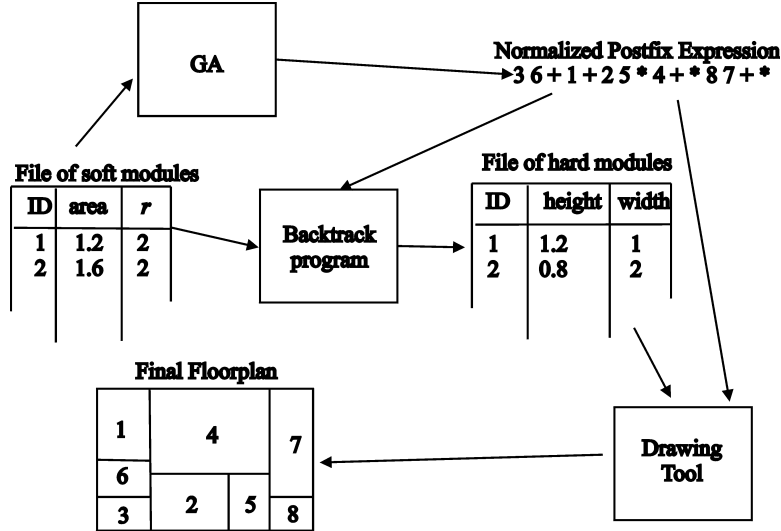 GA
Normalized Postfix Expression
3 6 + 1 + 2 5 * 4 + * 8 7 + *
File of soft modules
ID area r
1 1.2 2
2 1.6 2
Backtrack
program
File of hard modules
ID height width
1 1.2 1
2 0.8 2
Final Floorplan
1 4 7
6
2 5
3 8
Drawing
Tool